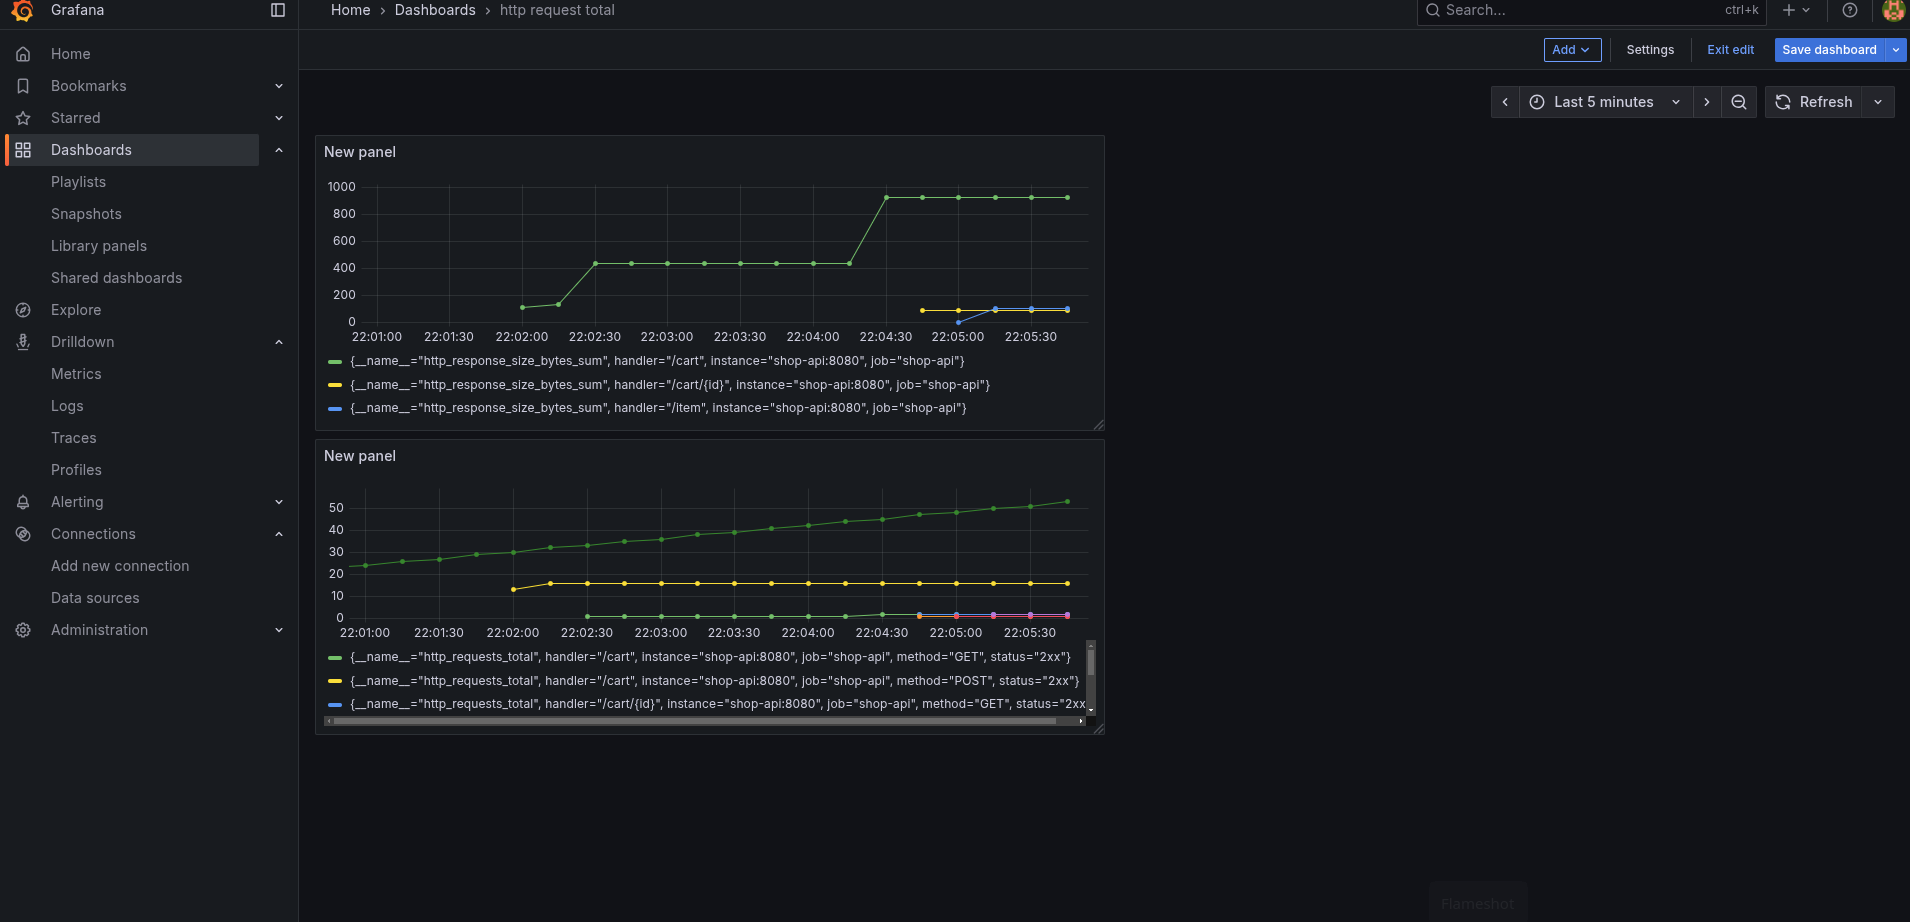 Grafana
Home › Dashboards › http request total
Search... ctrl+k
Add Settings Exit edit Save dashboard
Home
Bookmarks
Starred
Dashboards
Playlists
Snapshots
Library panels
Shared dashboards
Explore
Drilldown
Metrics
Logs
Traces
Profiles
Alerting
Connections
Add new connection
Data sources
Administration
Last 5 minutes Refresh
New panel
1000
800
600
400
200
0
22:01:00 22:01:30 22:02:00 22:02:30 22:03:00 22:03:30 22:04:00 22:04:30 22:05:00 22:05:30
{__name__="http_response_size_bytes_sum", handler="/cart", instance="shop-api:8080", job="shop-api"}
{__name__="http_response_size_bytes_sum", handler="/cart/{id}", instance="shop-api:8080", job="shop-api"}
{__name__="http_response_size_bytes_sum", handler="/item", instance="shop-api:8080", job="shop-api"}
New panel
50
40
30
20
10
0
22:01:00 22:01:30 22:02:00 22:02:30 22:03:00 22:03:30 22:04:00 22:04:30 22:05:00 22:05:30
{__name__="http_requests_total", handler="/cart", instance="shop-api:8080", job="shop-api", method="GET", status="2xx"}
{__name__="http_requests_total", handler="/cart", instance="shop-api:8080", job="shop-api", method="POST", status="2xx"}
{__name__="http_requests_total", handler="/cart/{id}", instance="shop-api:8080", job="shop-api", method="GET", status="2xx
Flameshot